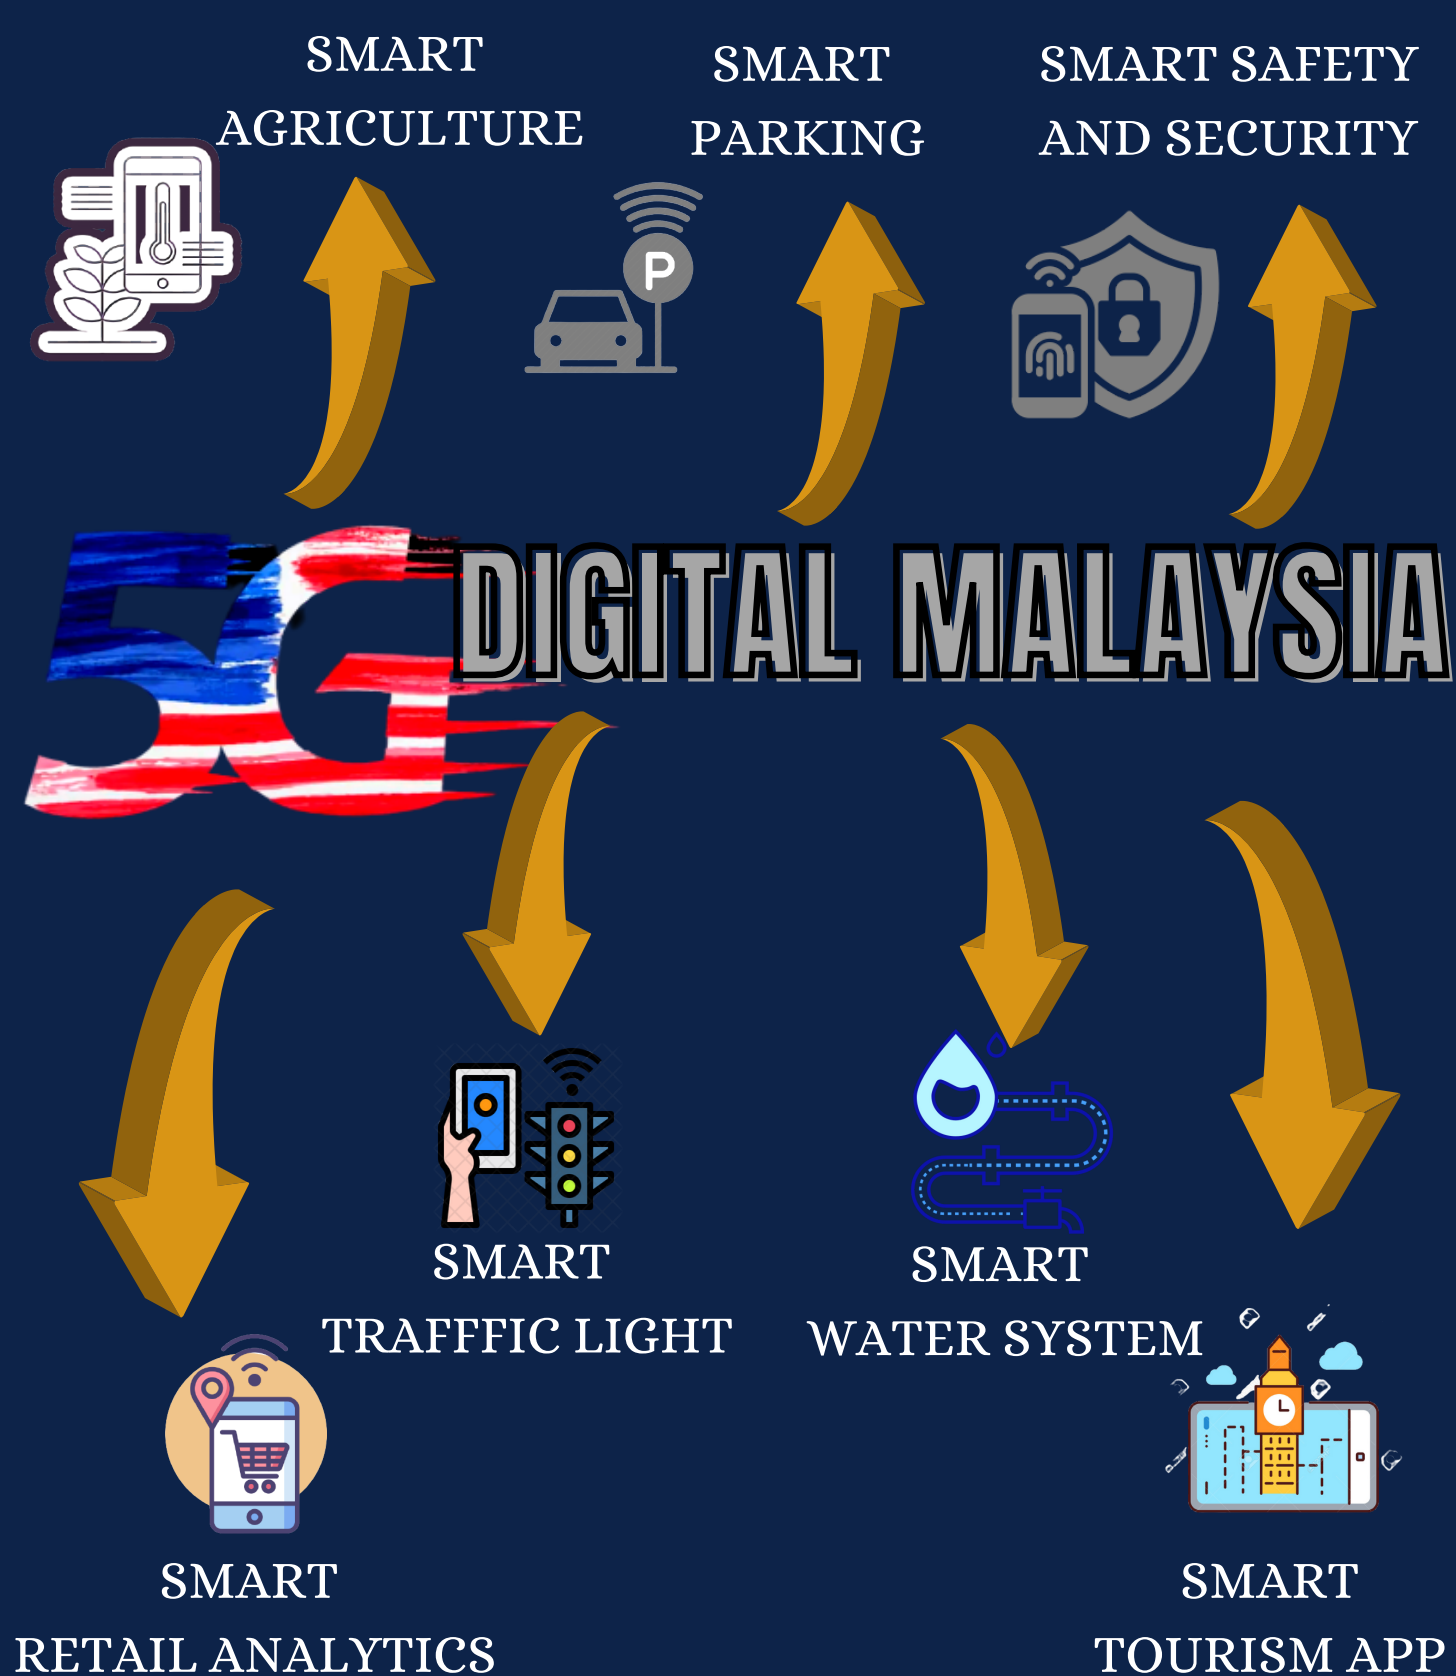 SMART
AGRICULTURE
SMART
PARKING
SMART SAFETY
AND SECURITY
P
5G
DIGITAL MALAYSIA
SMART
TRAFFFIC LIGHT
SMART
WATER SYSTEM
SMART
RETAIL ANALYTICS
SMART
TOURISM APP